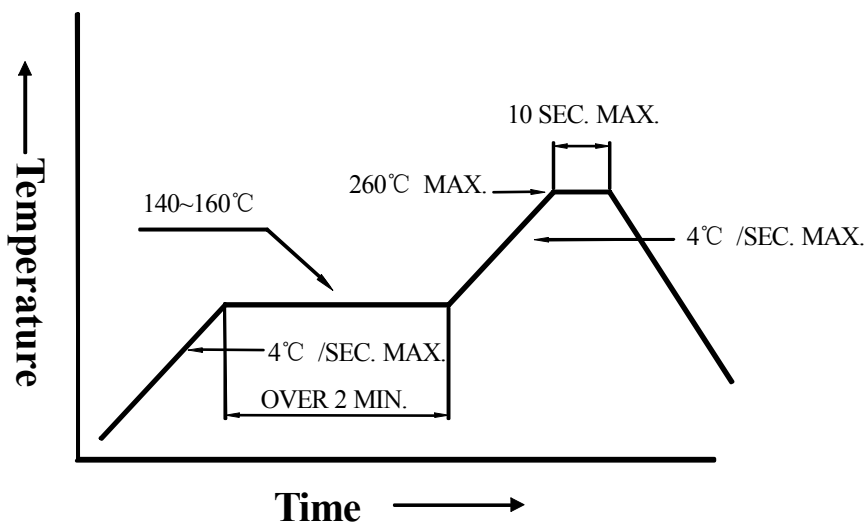 10 SEC. MAX.
260℃ MAX.
140~160℃
4℃ /SEC. MAX.
4℃ /SEC. MAX.
OVER 2 MIN.
Temperature
Time